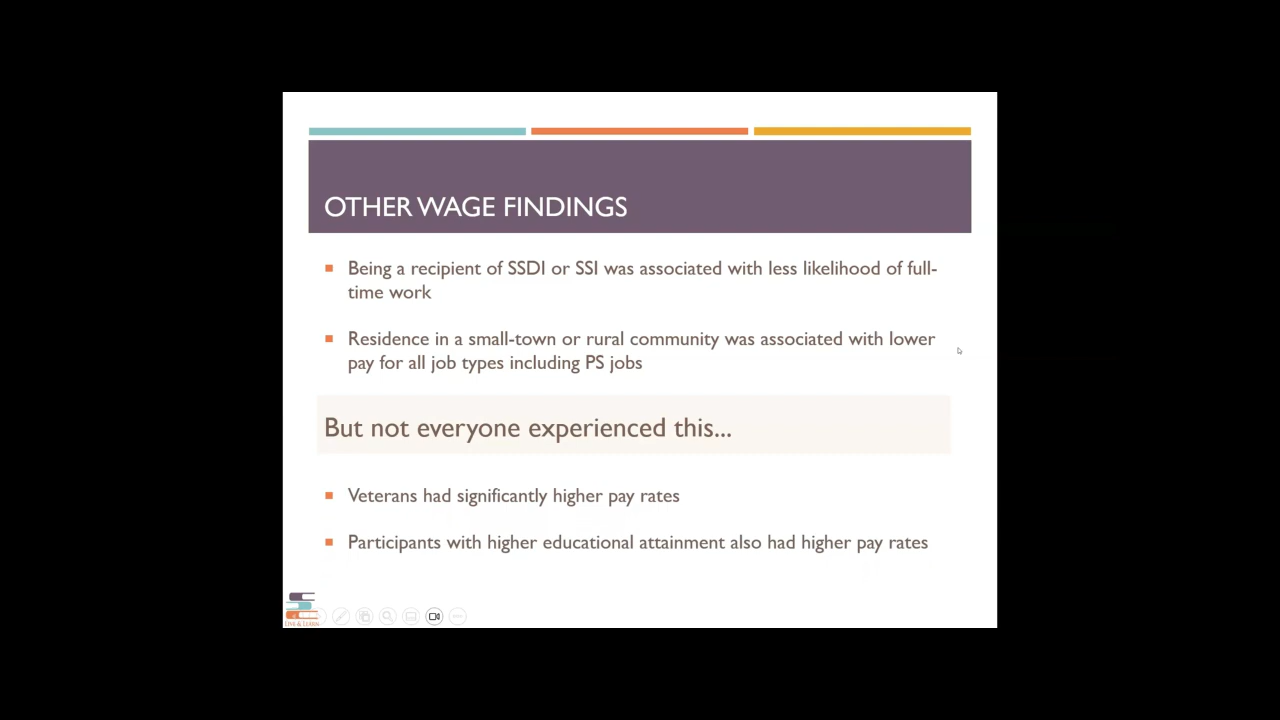 OTHER WAGE FINDINGS
Being a recipient of SSDI or SSI was associated with less likelihood of full-
time work
Residence in a small-town or rural community was associated with lower
pay for all job types including PS jobs
But not everyone experienced this...
Veterans had significantly higher pay rates
Participants with higher educational attainment also had higher pay rates
LIVE & LEARN